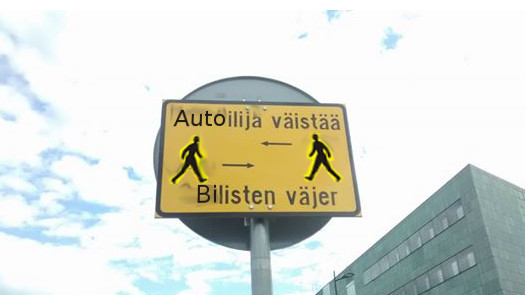 Autoilija väistää
Bilisten väjer